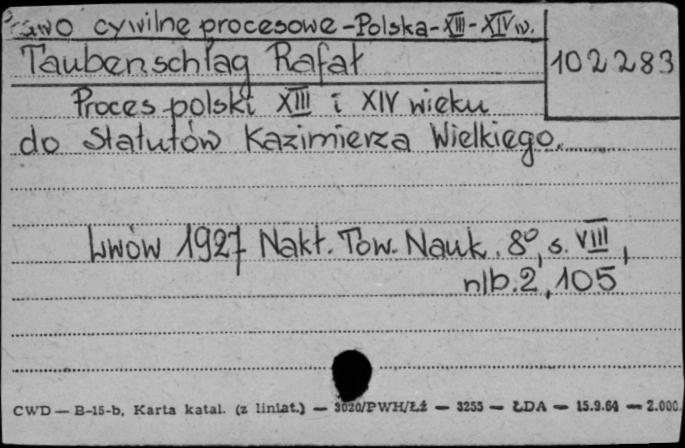 Prawo cywilne procesowe - Polska - XIII - XIV w.
Taubenschlag Rafał
102283
Proces polski XIII i XIV wieku
do Statutów Kazimierza Wielkiego.
Lwów 1927 Nakł. Tow. Nauk. 8°, s. VIII,
nlb. 2, 105
CWD — B-15-b, Karta katal. (z liniat.) — 3020/PWH/Łż — 3255 — ŁDA — 15.9.64 — 2.000.